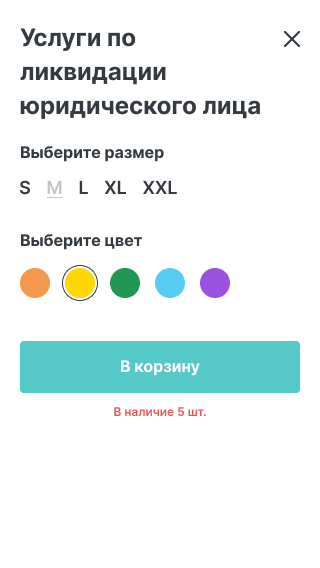 Услуги по
ликвидации
юридического лица
Выберите размер
S M L XL XXL
Выберите цвет
В корзину
В наличие 5 шт.